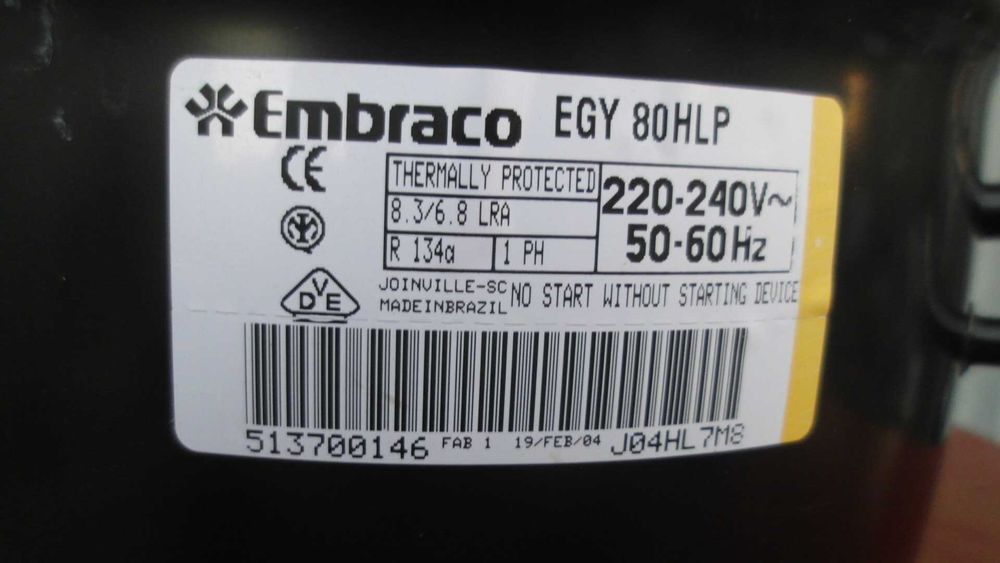 Embraco EGY 80HLP
CE
THERMALLY PROTECTED
8.3/6.8 LRA
R 134a 1 PH
220-240V~
50-60Hz
DVE
JOINVILLE-SC
MADEINBRAZIL
NO START WITHOUT STARTING DEVICE
513700146 FAB 1 19/FEB/04 J04HL7M8